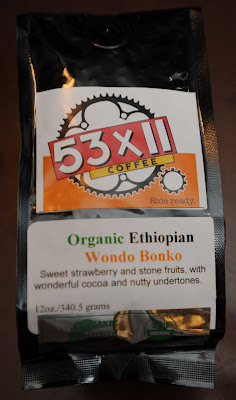 53x11
COFFEE
Ride ready.
Organic Ethiopian
Wondo Bonko
Sweet strawberry and stone fruits, with
wonderful cocoa and nutty undertones.
12oz./340.5 grams